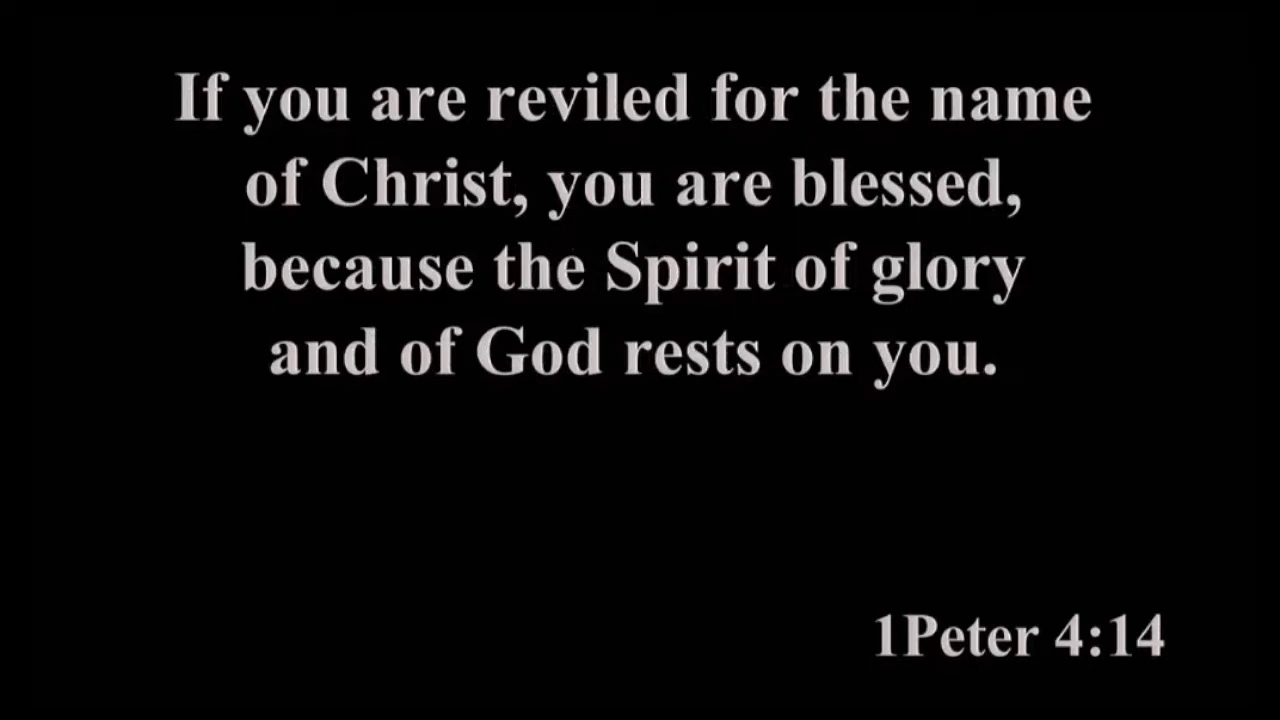 If you are reviled for the name
of Christ, you are blessed,
because the Spirit of glory
and of God rests on you.
1Peter 4:14